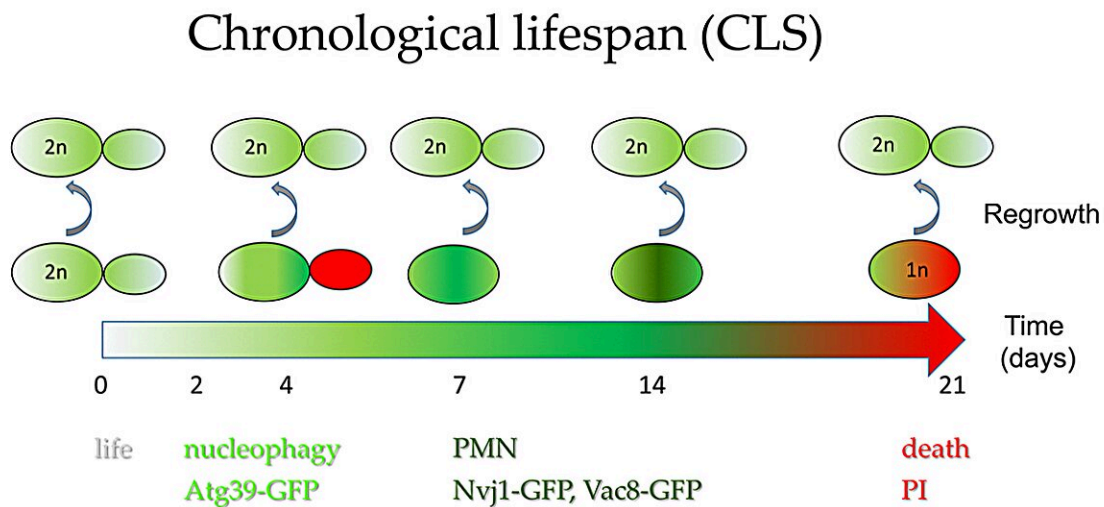 Chronological lifespan (CLS)
2n 2n 2n 2n 2n
Regrowth
2n 1n
Time
(days)
0 2 4 7 14 21
life nucleophagy PMN death
Atg39-GFP Nvj1-GFP, Vac8-GFP PI